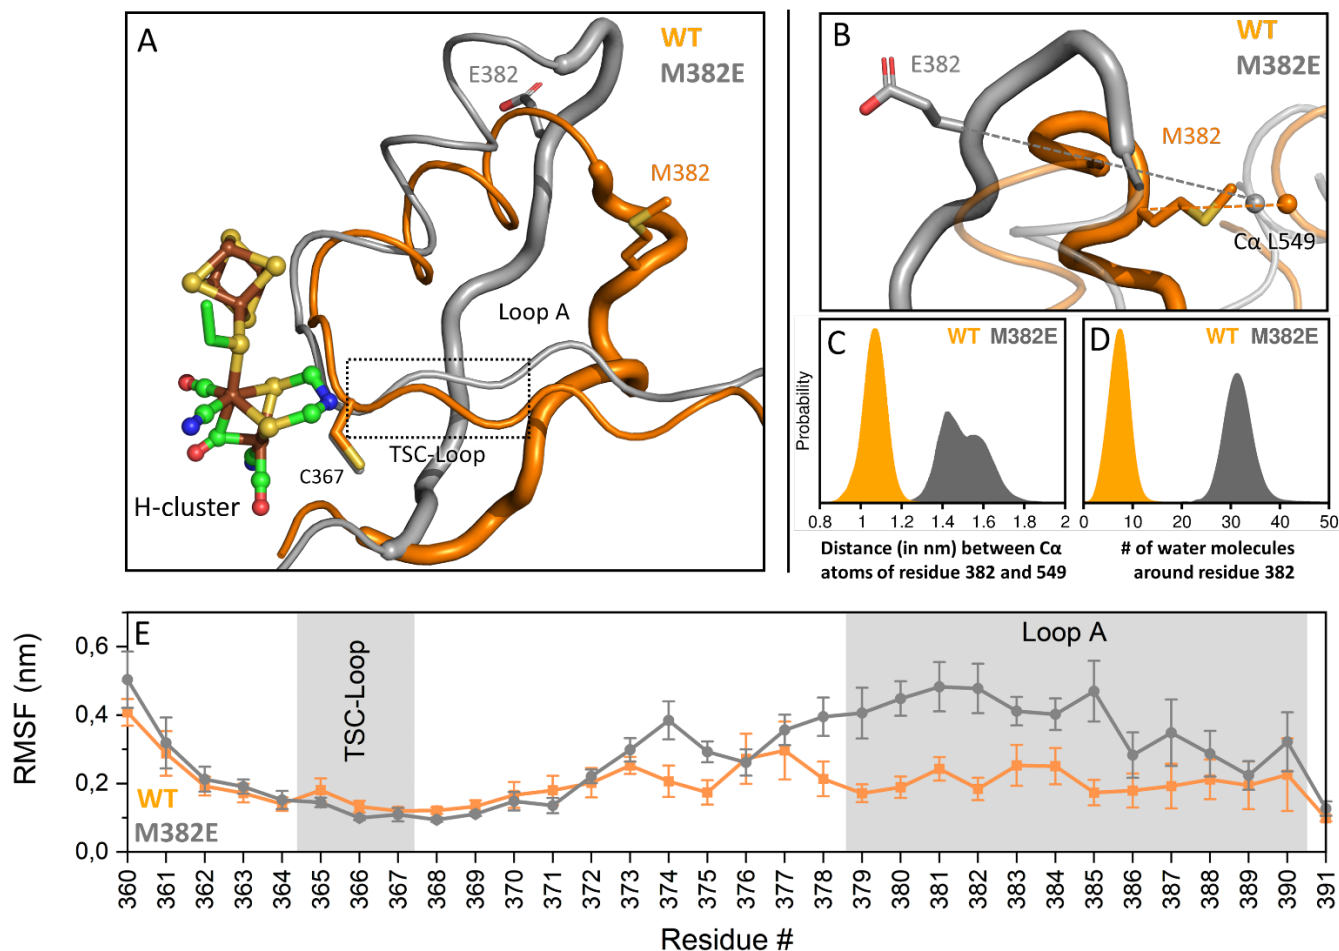 A
WT
M382E
E382
M382
Loop A
TSC-Loop
C367
H-cluster
B
WT
M382E
E382
M382
Cα L549
C
WT M382E
Probability
0.8 1 1.2 1.4 1.6 1.8 2
Distance (in nm) between Cα
atoms of residue 382 and 549
D
WT M382E
0 10 20 30 40 50
# of water molecules
around residue 382
E
TSC-Loop
Loop A
RMSF (nm)
0,6
0,4
0,2
0,0
WT
M382E
360 361 362 363 364 365 366 367 368 369 370 371 372 373 374 375 376 377 378 379 380 381 382 383 384 385 386 387 388 389 390 391
Residue #